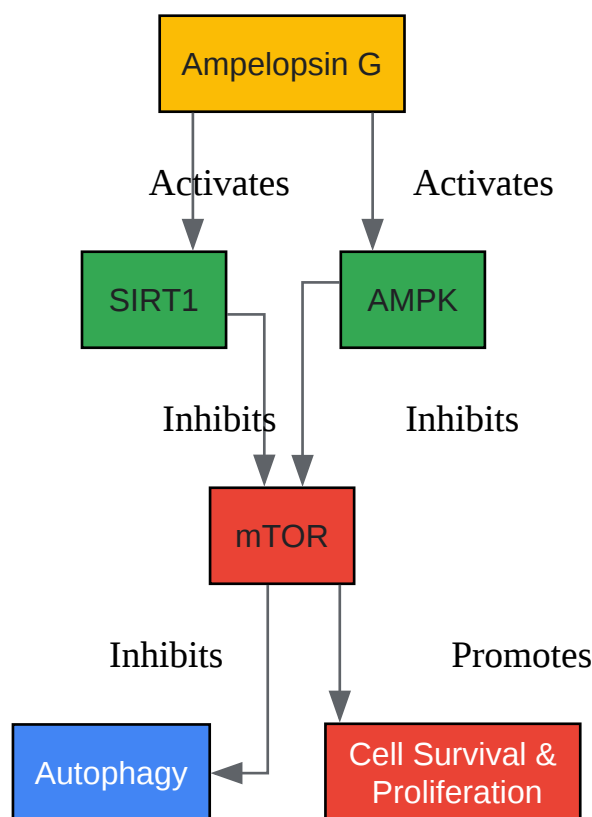 Ampelopsin G
Activates
Activates
SIRT1
AMPK
Inhibits
Inhibits
mTOR
Inhibits
Promotes
Autophagy
Cell Survival &
Proliferation